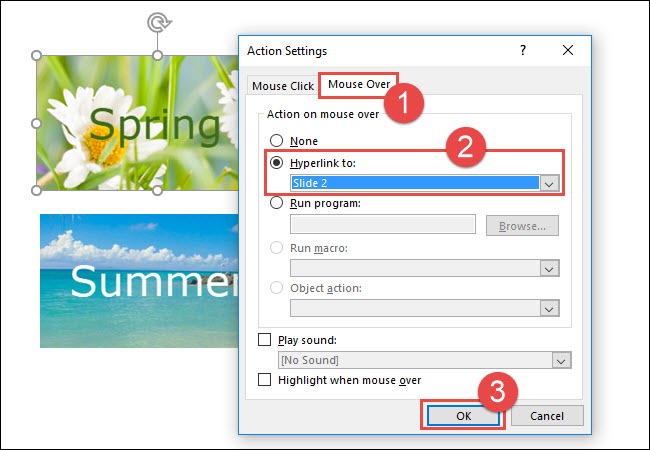 Action Settings ?
Mouse Click Mouse Over
1
Action on mouse over
None
2
Hyperlink to:
Slide 2
Run program:
Browse...
Run macro:
Object action:
Play sound:
[No Sound]
Highlight when mouse over
3
OK Cancel
Spring
Summer